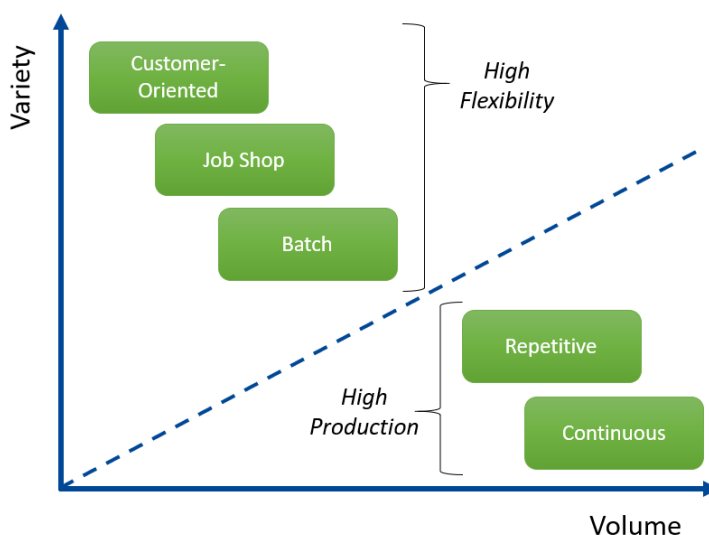 Variety
Customer-
Oriented
High
Flexibility
Job Shop
Batch
Repetitive
High
Production
Continuous
Volume